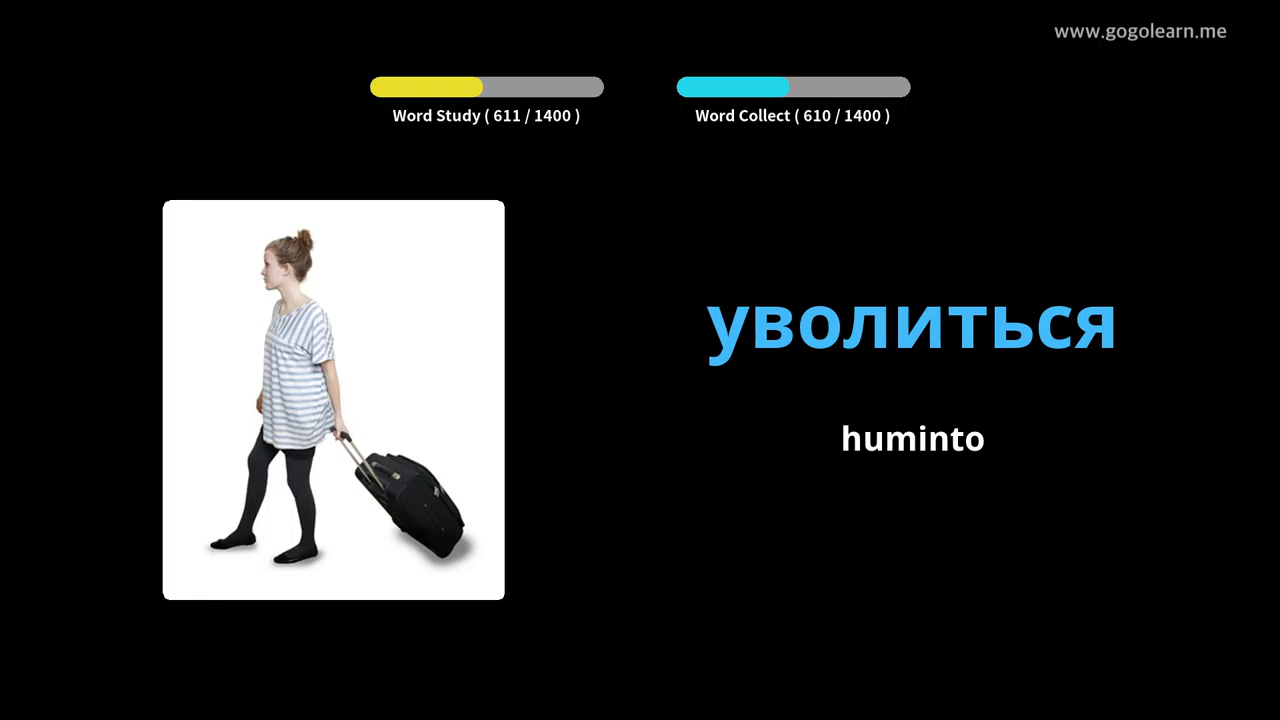 www.gogolearn.me
Word Study ( 611 / 1400 )
Word Collect ( 610 / 1400 )
уволиться
huminto